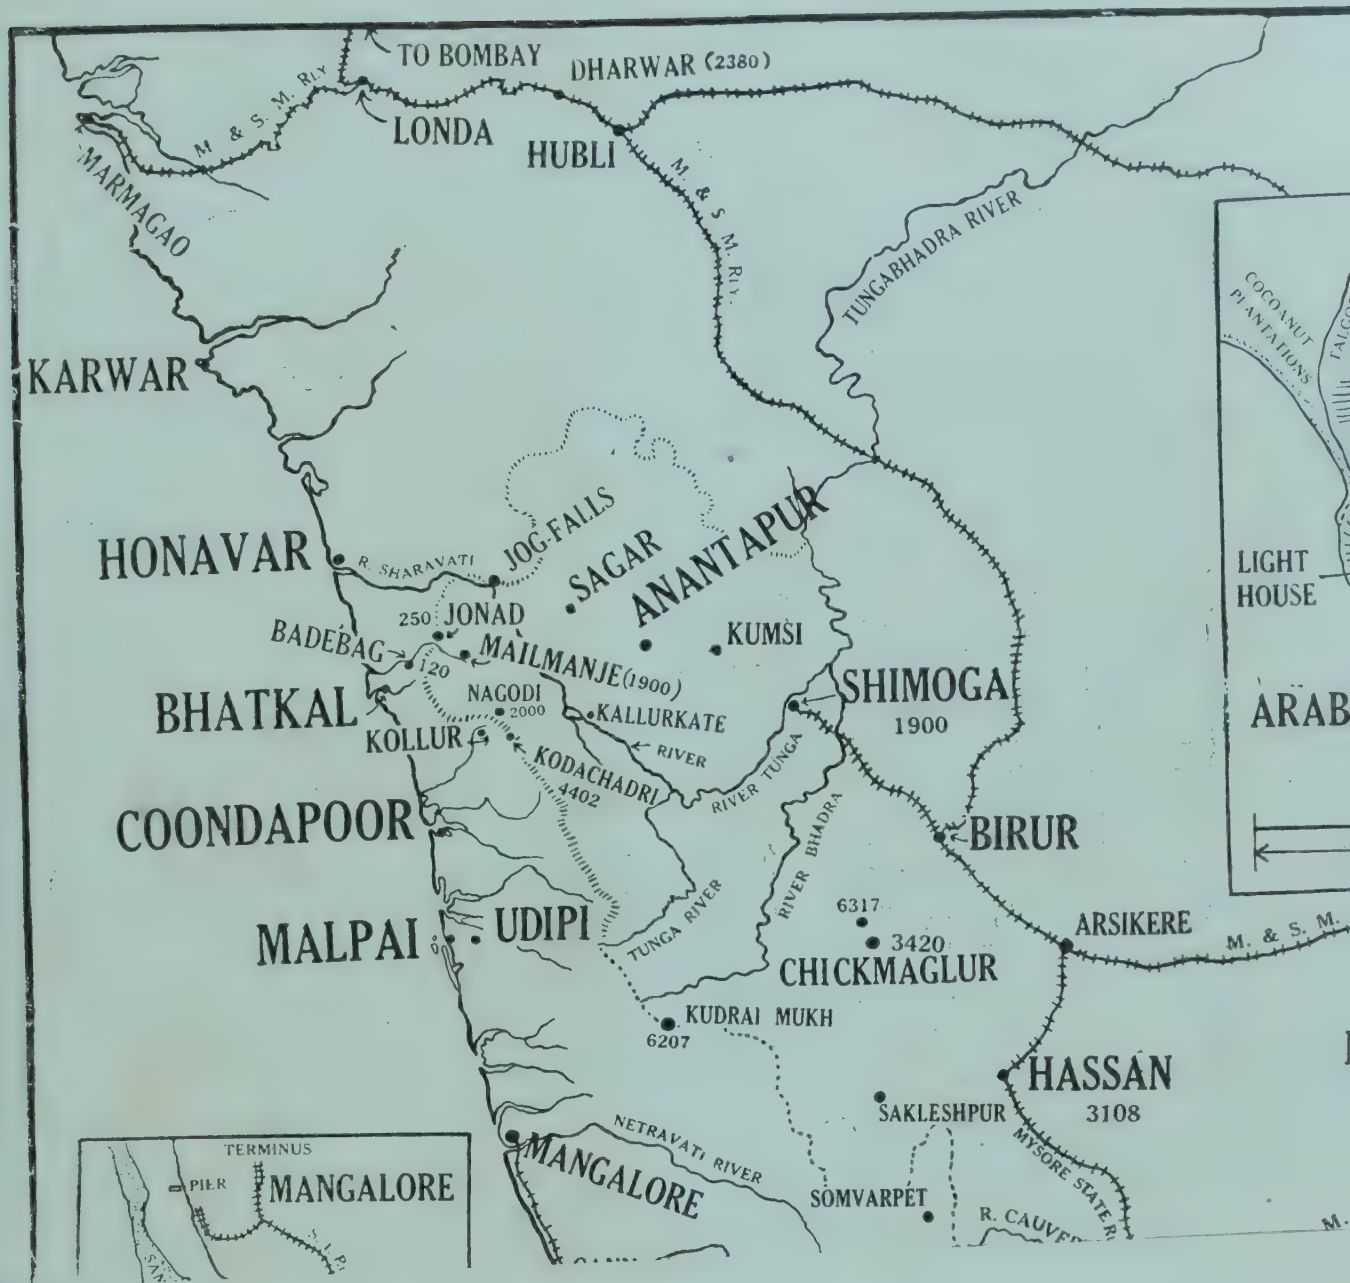 TO BOMBAY
DHARWAR (2380)
M & S. M. RLY
LONDA
HUBLI
MARMAGAO
M. & S. M. RLY.
TUNGABHADRA RIVER
COCOANUT
PLANTATIONS
KARWAR
JOG-FALLS
SAGAR
ANANTAPUR
HONAVAR
R. SHARAVATI
LIGHT
HOUSE
250
JONAD
BADEBAG
120
MAILMANJE (1900)
KUMSI
SHIMOGA
1900
NAGODI
2000
BHATKAL
KALLURKATE
KOLLUR
RIVER
KODACHADRI
4402
RIVER TUNGA
ARAB
COONDAPOOR
RIVER BHADRA
BIRUR
TUNGA RIVER
6317
3420
CHICKMAGLUR
MALPAI
UDIPI
ARSIKERE
M. & S. M.
KUDRAI MUKH
6207
HASSAN
3108
SAKLESHPUR
MYSORE STATE R
NETRAVATI RIVER
MANGALORE
SOMVARPET
R. CAUVER
TERMINUS
PIER
MANGALORE
S. I. R.
SAN
M.